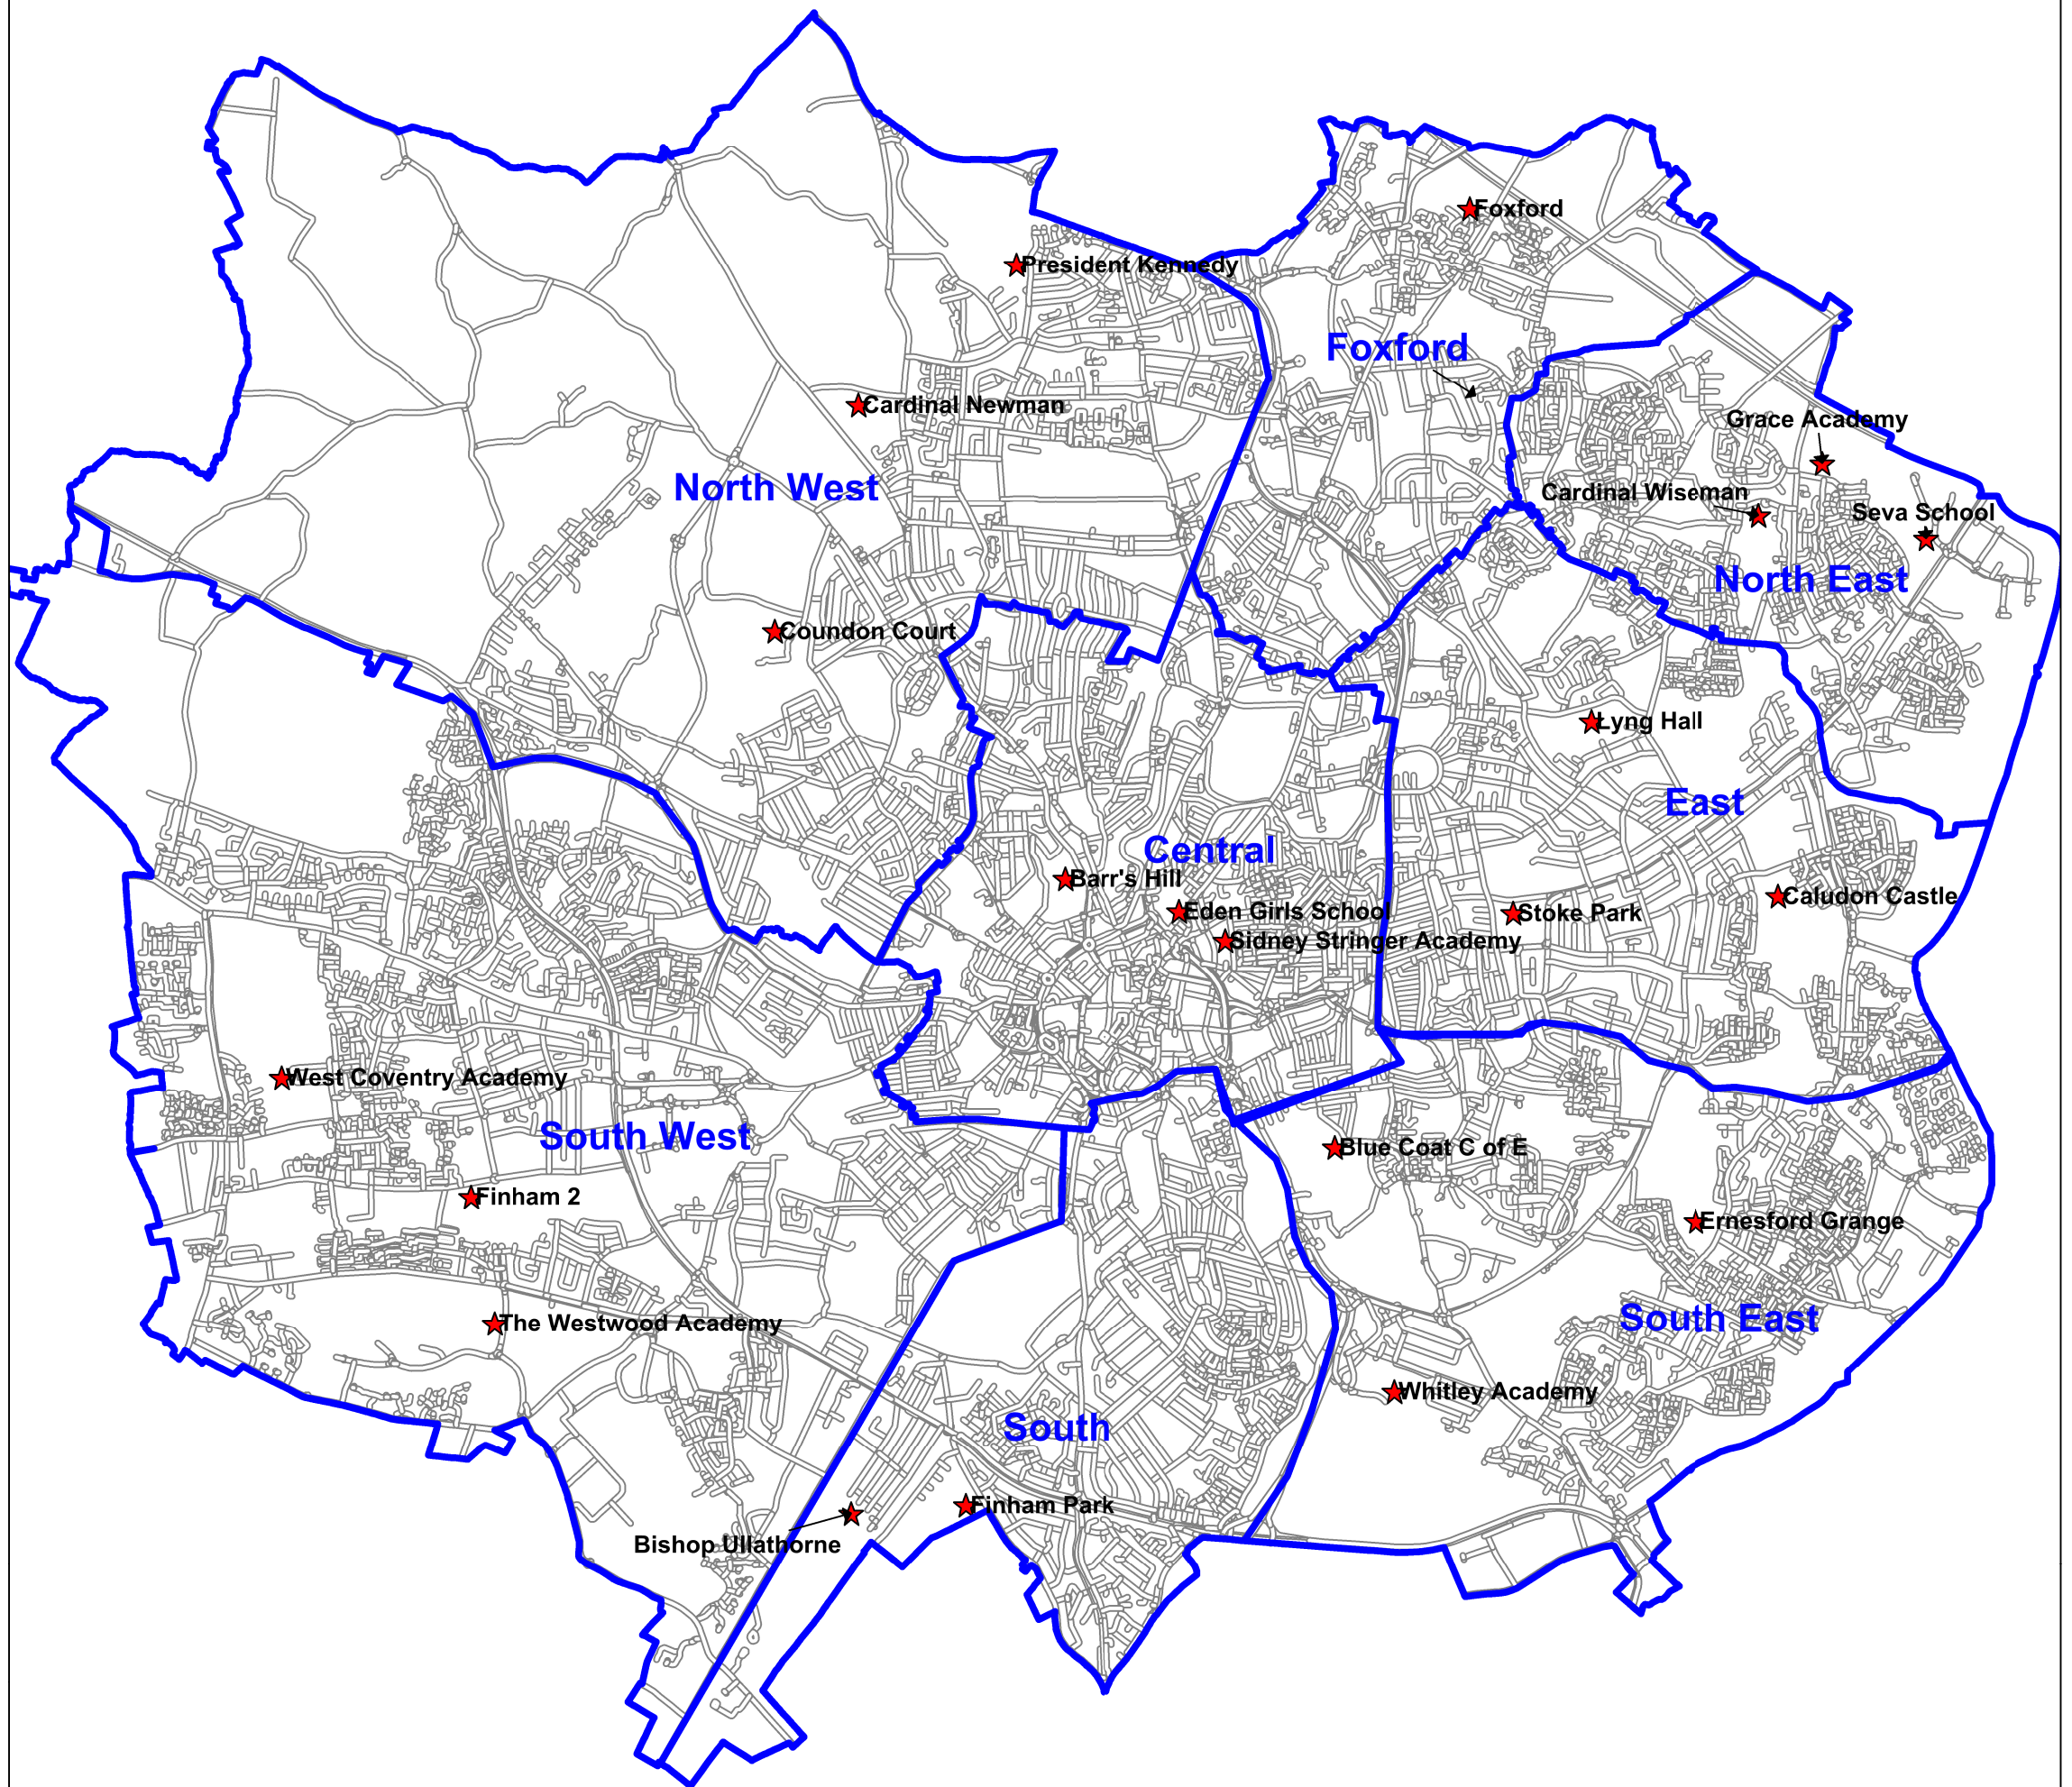 Foxford
President Kennedy
Foxford
Cardinal Newman
Grace Academy
North West
Cardinal Wiseman
Seva School
North East
Coundon Court
Lyng Hall
East
Central
Barr's Hill
Caludon Castle
Eden Girls School
Stoke Park
Sidney Stringer Academy
West Coventry Academy
South West
Blue Coat C of E
Finham 2
Ernesford Grange
The Westwood Academy
South East
Whitley Academy
South
Finham Park
Bishop Ullathorne